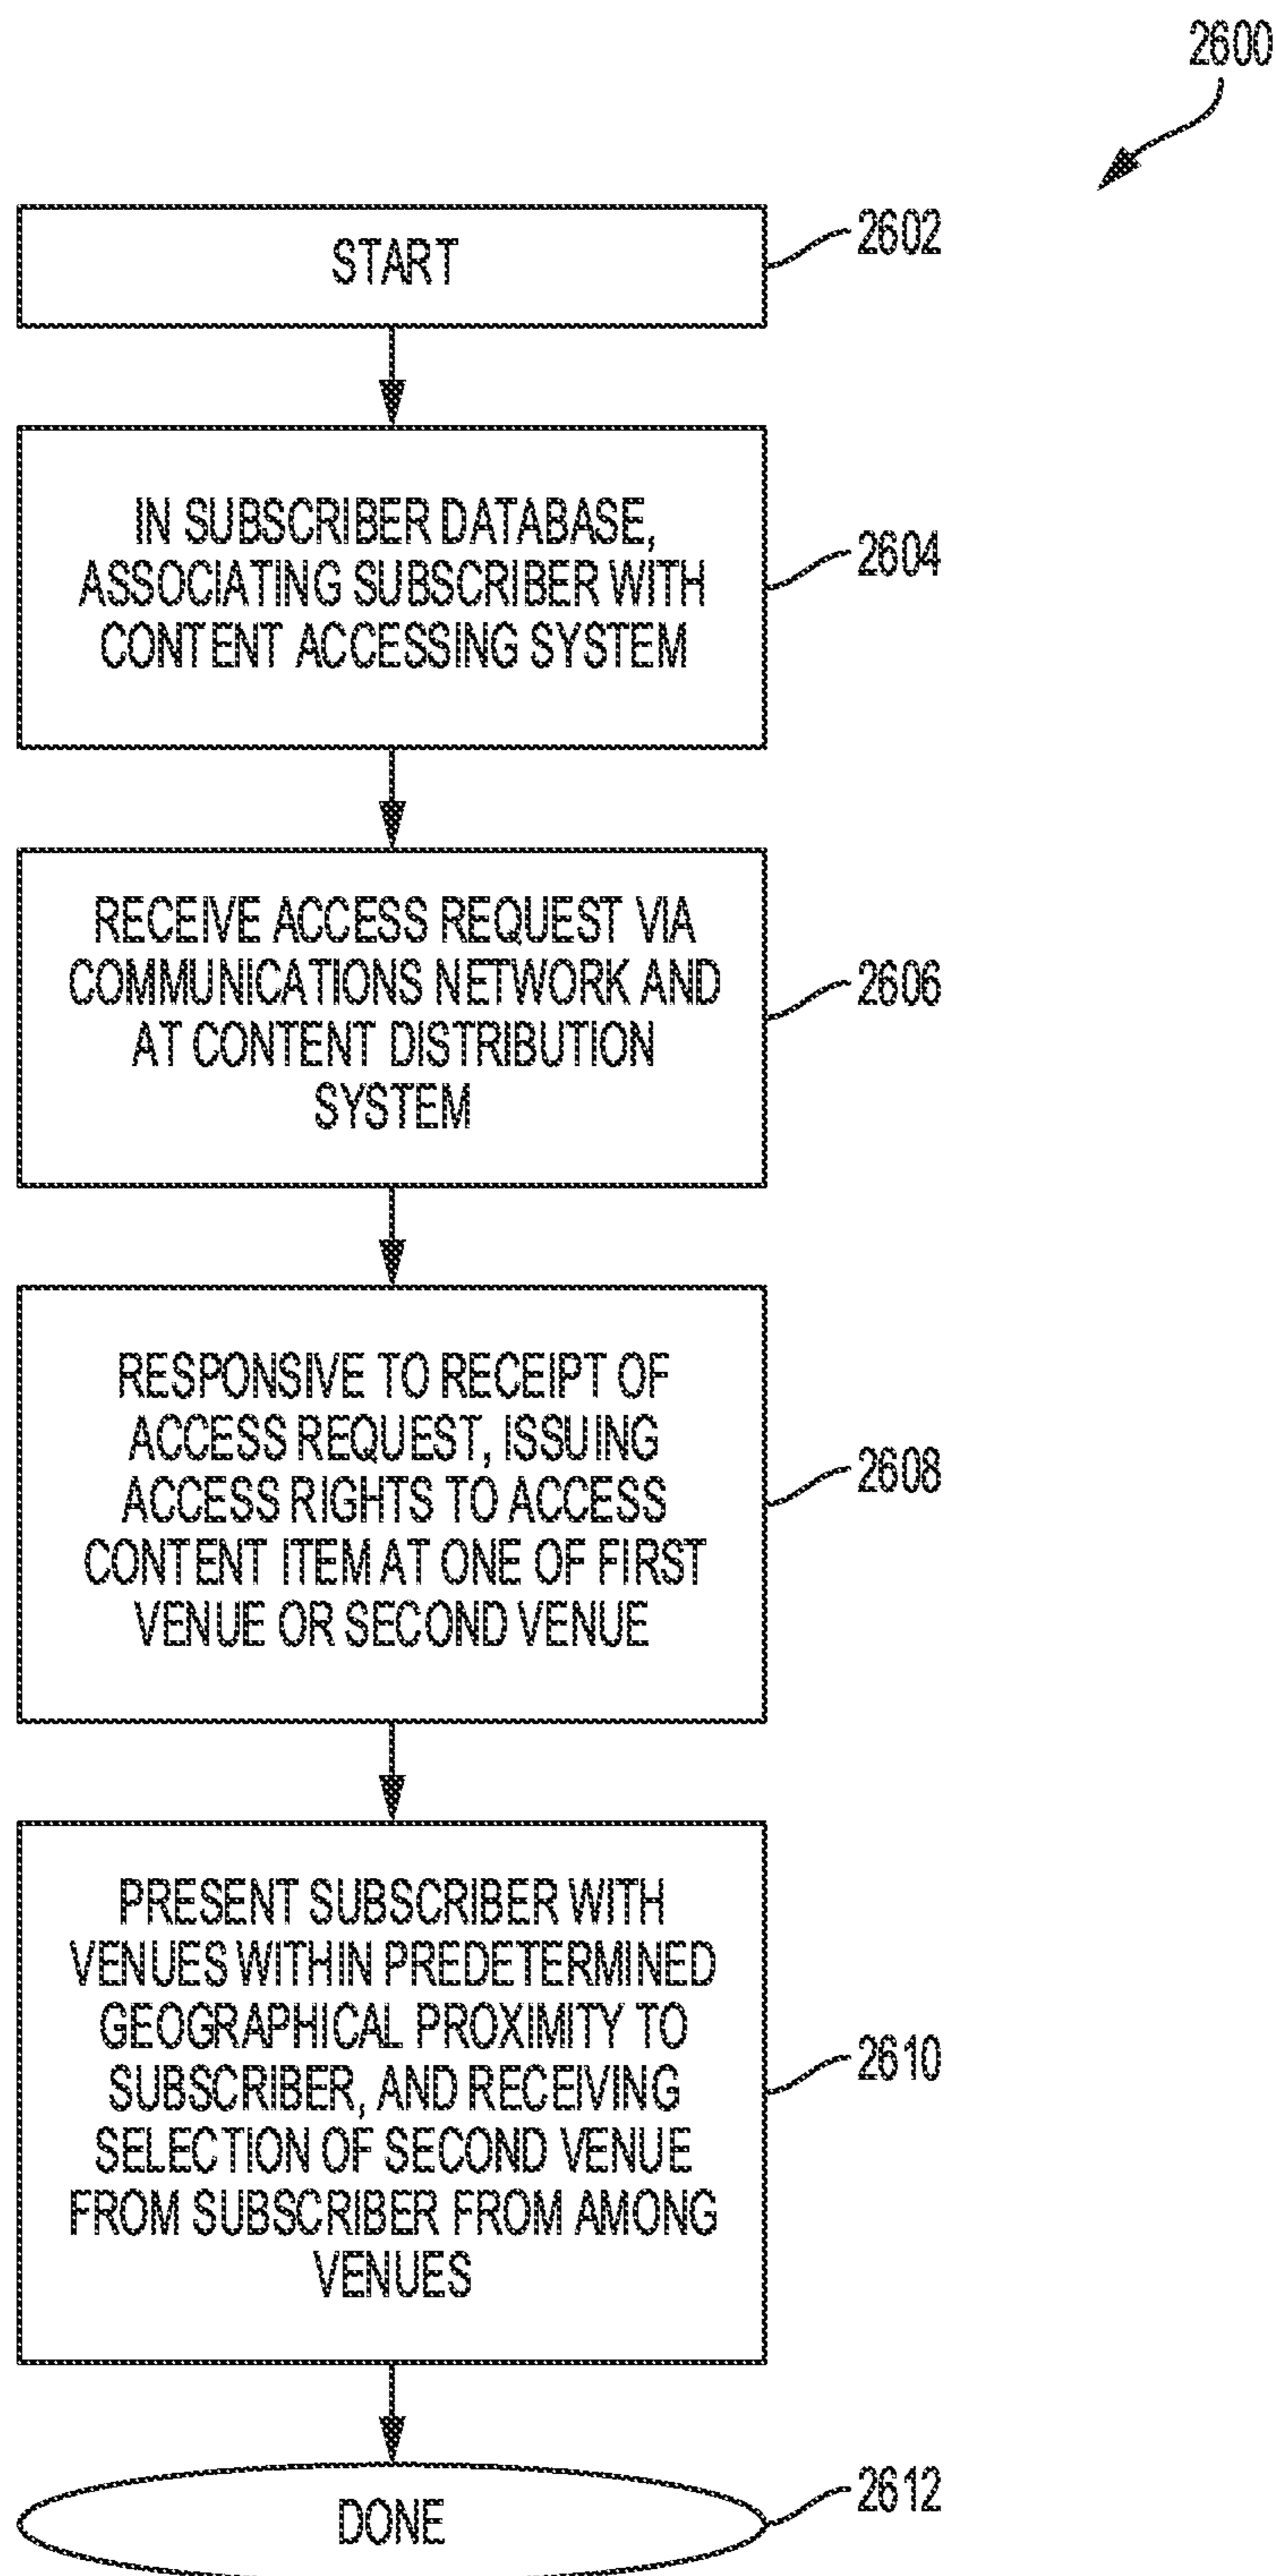 2600
START
2602
IN SUBSCRIBER DATABASE,
ASSOCIATING SUBSCRIBER WITH
CONTENT ACCESSING SYSTEM
2604
RECEIVE ACCESS REQUEST VIA
COMMUNICATIONS NETWORK AND
AT CONTENT DISTRIBUTION
SYSTEM
2606
RESPONSIVE TO RECEIPT OF
ACCESS REQUEST, ISSUING
ACCESS RIGHTS TO ACCESS
CONTENT ITEM AT ONE OF FIRST
VENUE OR SECOND VENUE
2608
PRESENT SUBSCRIBER WITH
VENUES WITHIN PREDETERMINED
GEOGRAPHICAL PROXIMITY TO
SUBSCRIBER, AND RECEIVING
SELECTION OF SECOND VENUE
FROM SUBSCRIBER FROM AMONG
VENUES
2610
DONE
2612